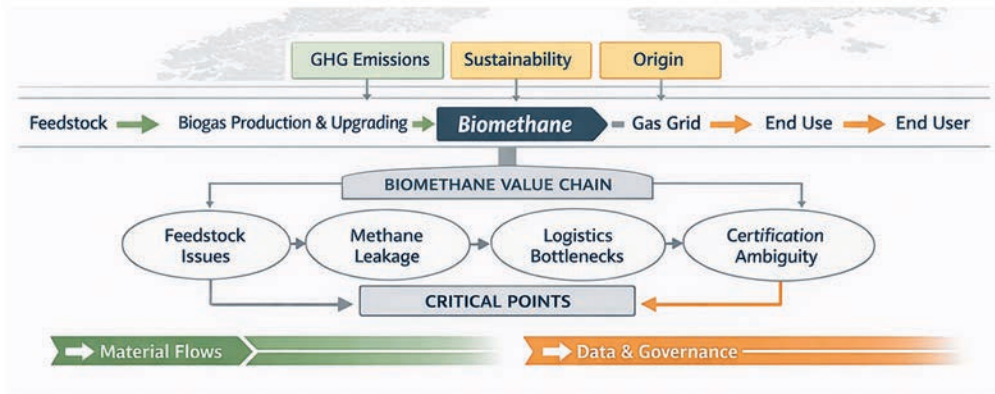 GHG Emissions
Sustainability
Origin
Feedstock
Biogas Production & Upgrading
Biomethane
Gas Grid
End Use
End User
BIOMETHANE VALUE CHAIN
Feedstock
Issues
Methane
Leakage
Logistics
Bottlenecks
Certification
Ambiguity
CRITICAL POINTS
Material Flows
Data & Governance